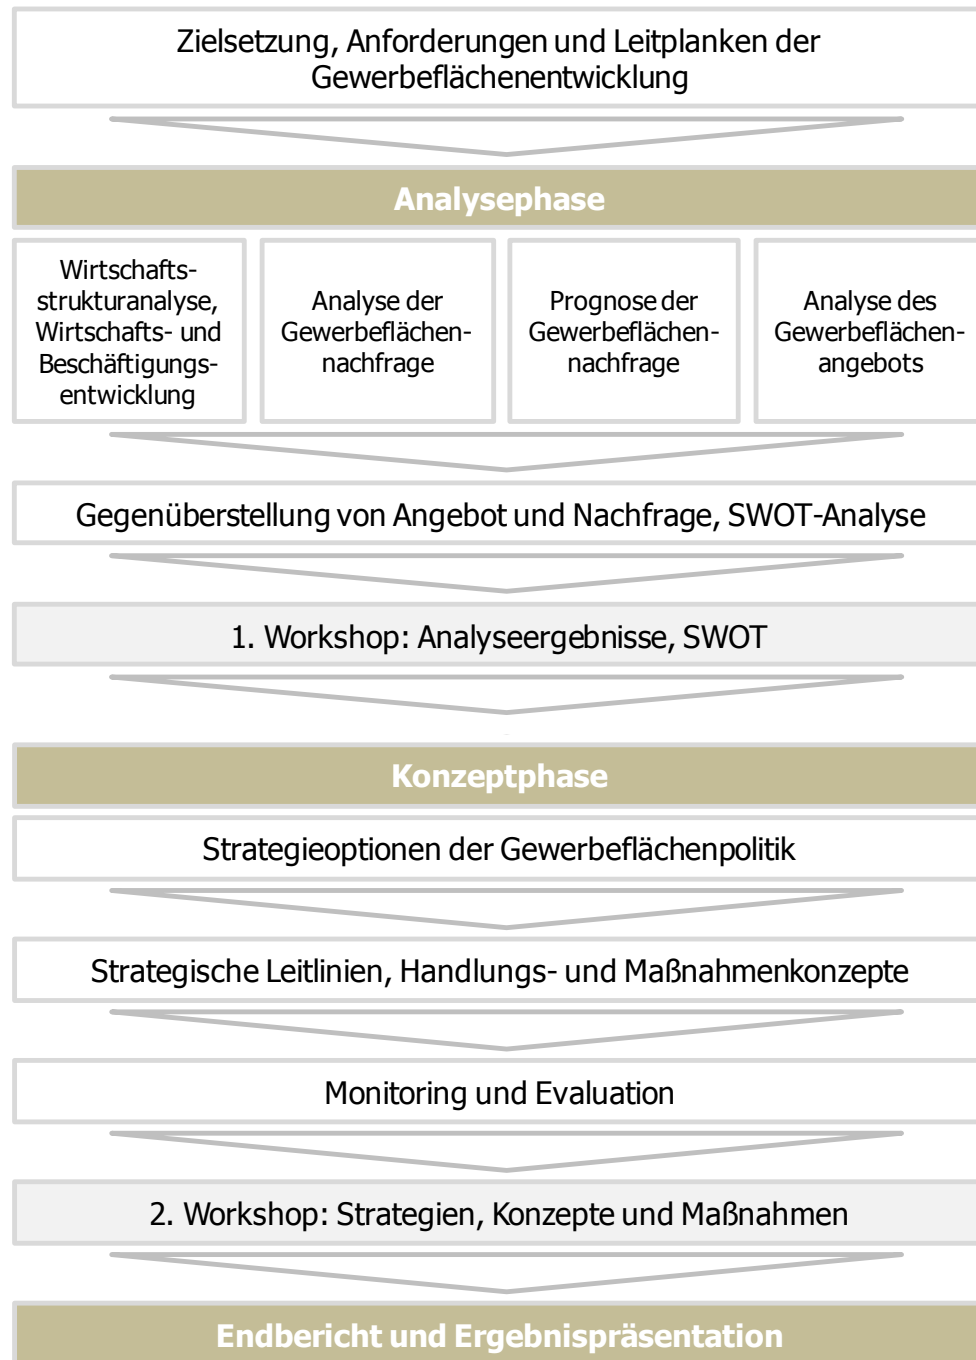 Zielsetzung, Anforderungen und Leitplanken der
Gewerbeflächenentwicklung
Analysephase
Wirtschafts-
strukturanalyse,
Wirtschafts- und
Beschäftigungs-
entwicklung
Analyse der
Gewerbeflächen-
nachfrage
Prognose der
Gewerbeflächen-
nachfrage
Analyse des
Gewerbeflächen-
angebots
Gegenüberstellung von Angebot und Nachfrage, SWOT-Analyse
1. Workshop: Analyseergebnisse, SWOT
Konzeptphase
Strategieoptionen der Gewerbeflächenpolitik
Strategische Leitlinien, Handlungs- und Maßnahmenkonzepte
Monitoring und Evaluation
2. Workshop: Strategien, Konzepte und Maßnahmen
Endbericht und Ergebnispräsentation